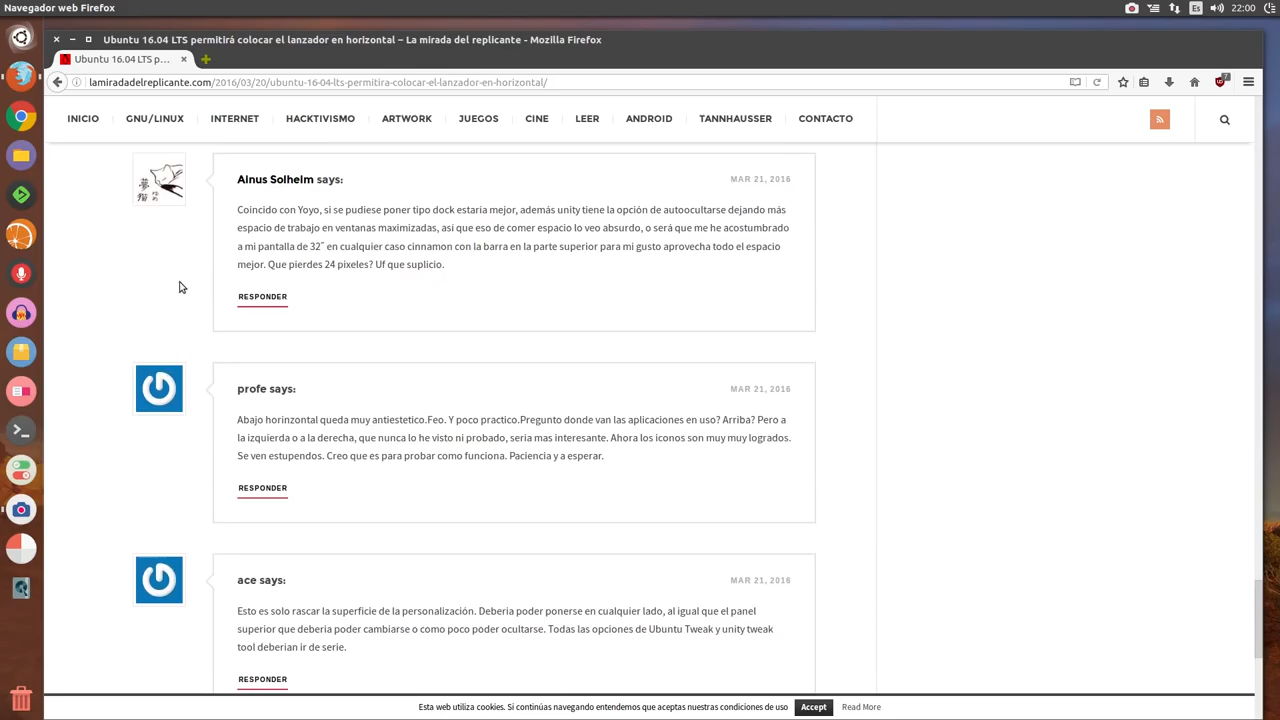 Navegador web Firefox
Es
22:00
Ubuntu 16.04 LTS permitirá colocar el lanzador en horizontal – La mirada del replicante - Mozilla Firefox
Ubuntu 16.04 LTS p...
lamiradadelreplicante.com/2016/03/20/ubuntu-16-04-lts-permitira-colocar-el-lanzador-en-horizontal/
7
INICIO GNU/LINUX INTERNET HACKTIVISMO ARTWORK JUEGOS CINE LEER ANDROID TANNHAUSSER CONTACTO
Ainus Solheim says:
MAR 21, 2016
Coincido con Yoyo, si se pudiese poner tipo dock estaria mejor, además unity tiene la opción de autoocultarse dejando más
espacio de trabajo en ventanas maximizadas, asi que eso de comer espacio lo veo absurdo, o será que me he acostumbrado
a mi pantalla de 32″ en cualquier caso cinnamon con la barra en la parte superior para mi gusto aprovecha todo el espacio
mejor. Que pierdes 24 pixeles? Uf que suplicio.
RESPONDER
profe says:
MAR 21, 2016
Abajo horinzontal queda muy antiestetico.Feo. Y poco practico.Pregunto donde van las aplicaciones en uso? Arriba? Pero a
la izquierda o a la derecha, que nunca lo he visto ni probado, seria mas interesante. Ahora los iconos son muy muy logrados.
Se ven estupendos. Creo que es para probar como funciona. Paciencia y a esperar.
RESPONDER
ace says:
MAR 21, 2016
Esto es solo rascar la superficie de la personalización. Deberia poder ponerse en cualquier lado, al igual que el panel
superior que deberia poder cambiarse o como poco poder ocultarse. Todas las opciones de Ubuntu Tweak y unity tweak
tool deberian ir de serie.
RESPONDER
Esta web utiliza cookies. Si continúas navegando entendemos que aceptas nuestras condiciones de uso Accept Read More